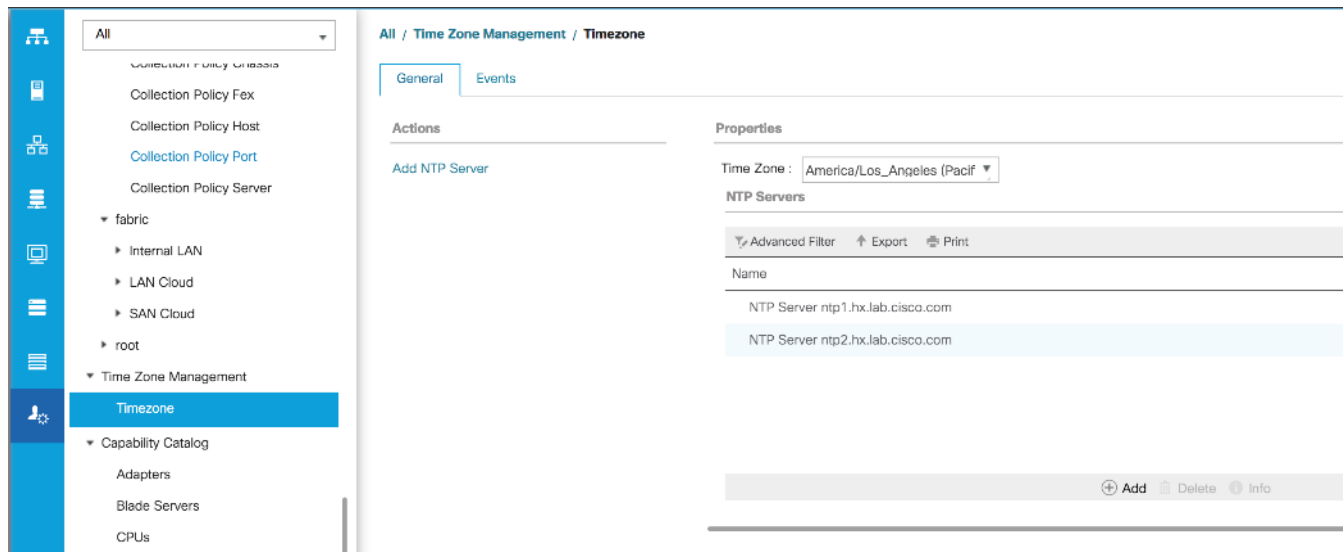 All
All / Time Zone Management / Timezone
Collection Policy Chassis
General
Events
Collection Policy Fex
Collection Policy Host
Actions
Properties
Collection Policy Port
Add NTP Server
Time Zone :
America/Los_Angeles (Pacif
Collection Policy Server
NTP Servers
fabric
Internal LAN
Advanced Filter
Export
Print
Name
LAN Cloud
SAN Cloud
NTP Server ntp1.hx.lab.cisco.com
root
NTP Server ntp2.hx.lab.cisco.com
Time Zone Management
Timezone
Capability Catalog
Adapters
Add
Delete
Info
Blade Servers
CPUs